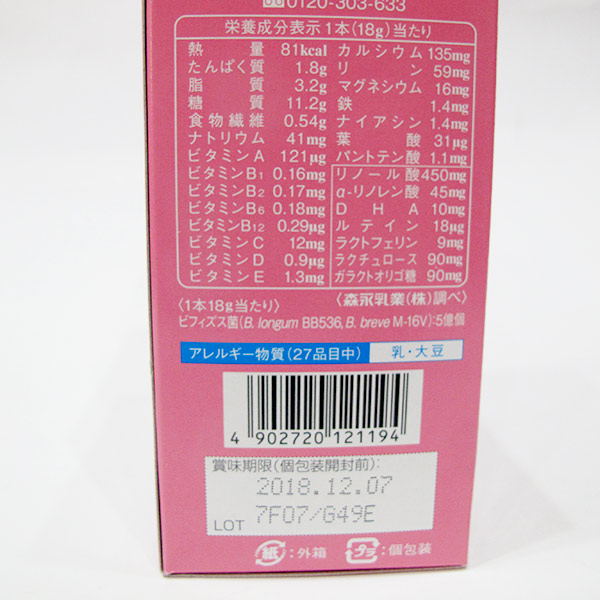 0120-303-633
栄養成分表示1本(18g)当たり
熱量 81kcal
たんぱく質 1.8g
脂質 3.2g
糖質 11.2g
食物繊維 0.54g
ナトリウム 41mg
ビタミンA 121μg
ビタミンB1 0.16mg
ビタミンB2 0.17mg
ビタミンB6 0.18mg
ビタミンB12 0.29μg
ビタミンC 12mg
ビタミンD 0.9μg
ビタミンE 1.3mg
カルシウム 135mg
リン 59mg
マグネシウム 16mg
鉄 1.4mg
ナイアシン 1.4mg
葉酸 31μg
パントテン酸 1.1mg
リノール酸 450mg
α-リノレン酸 45mg
DHA 10mg
ルテイン 18μg
ラクトフェリン 9mg
ラクチュロース 90mg
ガラクトオリゴ糖 90mg
〈森永乳業(株)調べ〉
〈1本18g当たり〉
ビフィズス菌(B. longum BB536, B. breve M-16V):5億個
アレルギー物質(27品目中) 乳・大豆
4 902720 121194
賞味期限(個包装開封前):
2018.12.07
LOT 7F07/G49E
紙:外箱 プラ:個包装